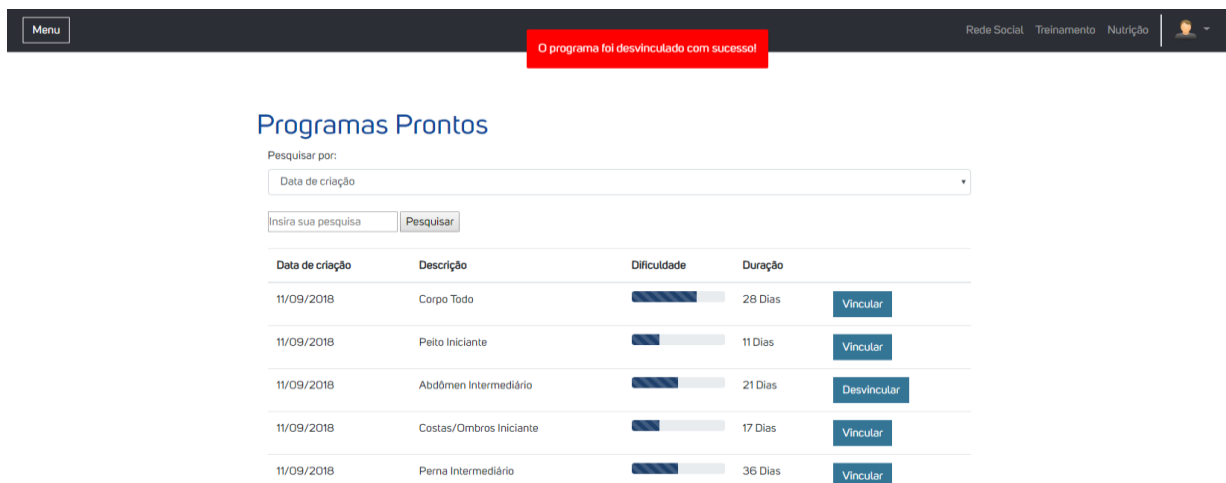 Menu
O programa foi desvinculado com sucesso!
Rede Social Treinamento Nutrição
Programas Prontos
Pesquisar por:
Data de criação
Insira sua pesquisa Pesquisar
Data de criação Descrição Dificuldade Duração
11/09/2018 Corpo Todo 28 Dias Vincular
11/09/2018 Peito Iniciante 11 Dias Vincular
11/09/2018 Abdômen Intermediário 21 Dias Desvincular
11/09/2018 Costas/Ombros Iniciante 17 Dias Vincular
11/09/2018 Perna Intermediário 36 Dias Vincular